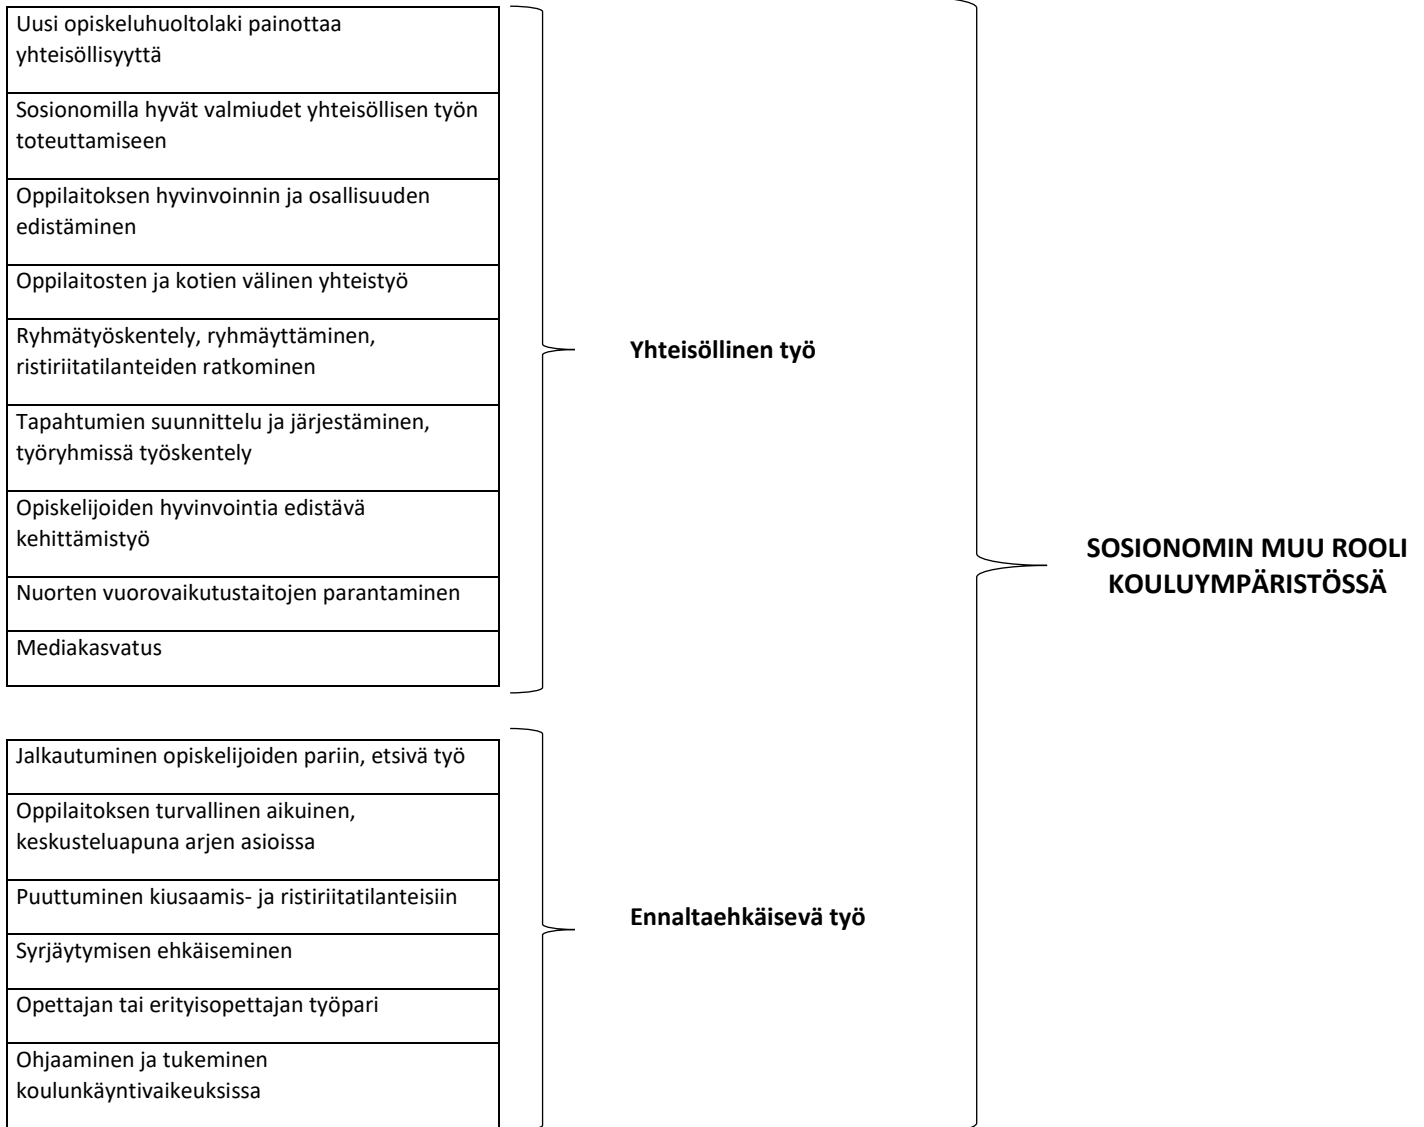 Uusi opiskeluhuoltolaki painottaa
yhteisöllisyyttä
Sosionomilla hyvät valmiudet yhteisöllisen työn
toteuttamiseen
Oppilaitoksen hyvinvoinnin ja osallisuuden
edistäminen
Oppilaitosten ja kotien välinen yhteistyö
Ryhmätyöskentely, ryhmäyttäminen,
ristiriitatilanteiden ratkominen
Tapahtumien suunnittelu ja järjestäminen,
työryhmissä työskentely
Opiskelijoiden hyvinvointia edistävä
kehittämistyö
Nuorten vuorovaikutustaitojen parantaminen
Mediakasvatus
Yhteisöllinen työ
Jalkautuminen opiskelijoiden pariin, etsivä työ
Oppilaitoksen turvallinen aikuinen,
keskusteluapuna arjen asioissa
Puuttuminen kiusaamis- ja ristiriitatilanteisiin
Syrjäytymisen ehkäiseminen
Opettajan tai erityisopettajan työpari
Ohjaaminen ja tukeminen
koulunkäyntivaikeuksissa
Ennaltaehkäisevä työ
SOSIONOMIN MUU ROOLI
KOULUYMPÄRISTÖSSÄ